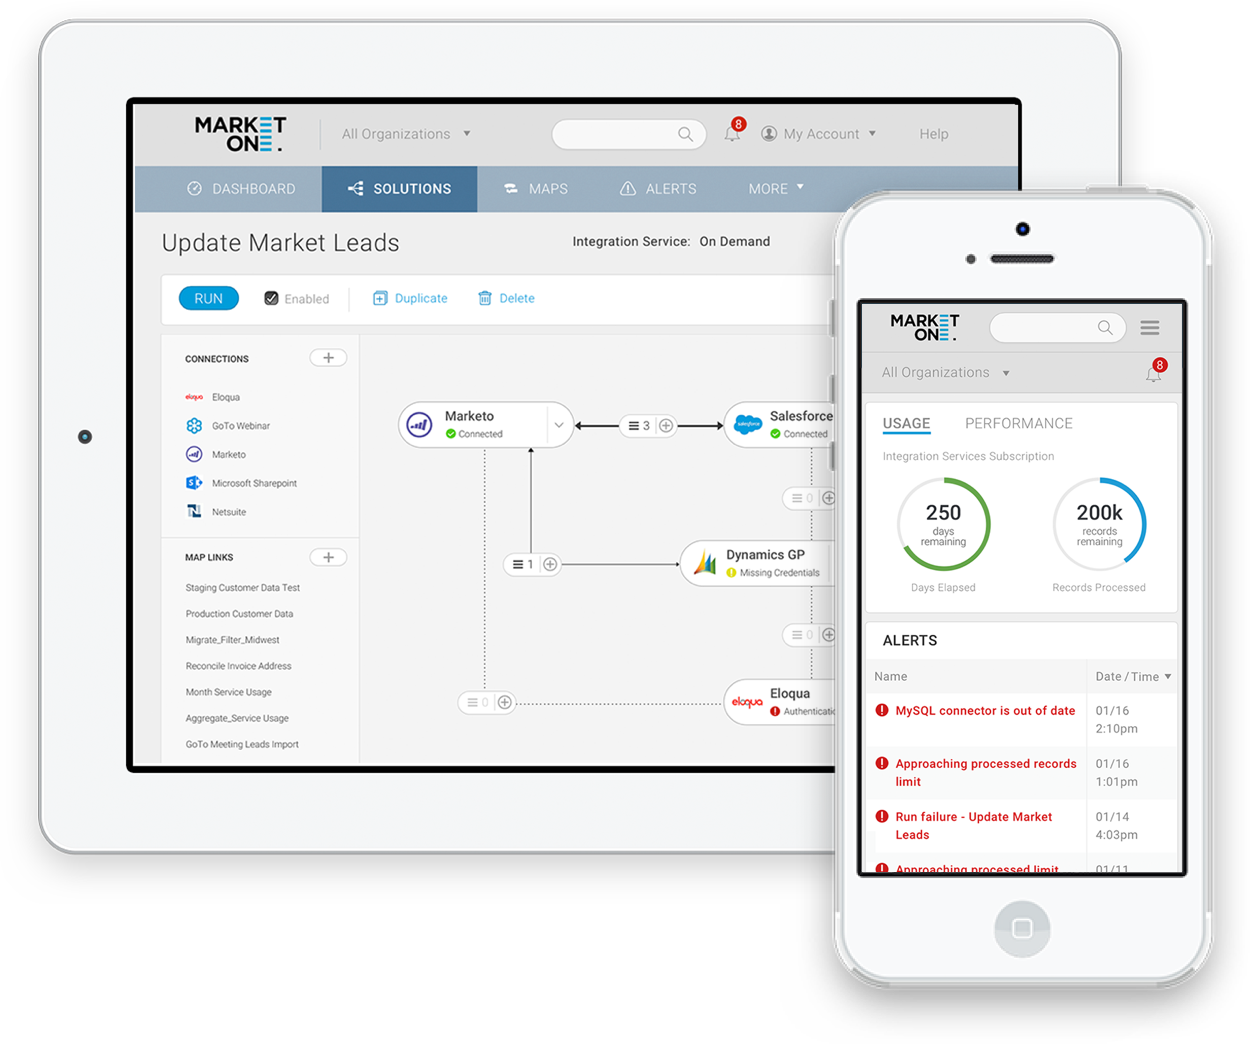 MARKET
ONE.
All Organizations
8
My Account
Help
DASHBOARD
SOLUTIONS
MAPS
ALERTS
MORE
Update Market Leads
Integration Service: On Demand
RUN
Enabled
Duplicate
Delete
CONNECTIONS
eloqua Eloqua
GoTo Webinar
Marketo
Microsoft Sharepoint
N Netsuite
MAP LINKS
Staging Customer Data Test
Production Customer Data
Migrate_Filter_Midwest
Reconcile Invoice Address
Month Service Usage
Aggregate_Service Usage
GoTo Meeting Leads Import
Marketo
Connected
3
salesforce
Salesforce
Connected
0
1
Dynamics GP
Missing Credentials
0
0
eloqua
Eloqua
Authenticatio
MARKET
ONE.
All Organizations
8
USAGE
PERFORMANCE
Integration Services Subscription
250
days
remaining
Days Elapsed
200k
records
remaining
Records Processed
ALERTS
Name
Date / Time
MySQL connector is out of date
01/16
2:10pm
Approaching processed records
limit
01/16
1:01pm
Run failure - Update Market
Leads
01/14
4:03pm
Approaching processed limit
01/11